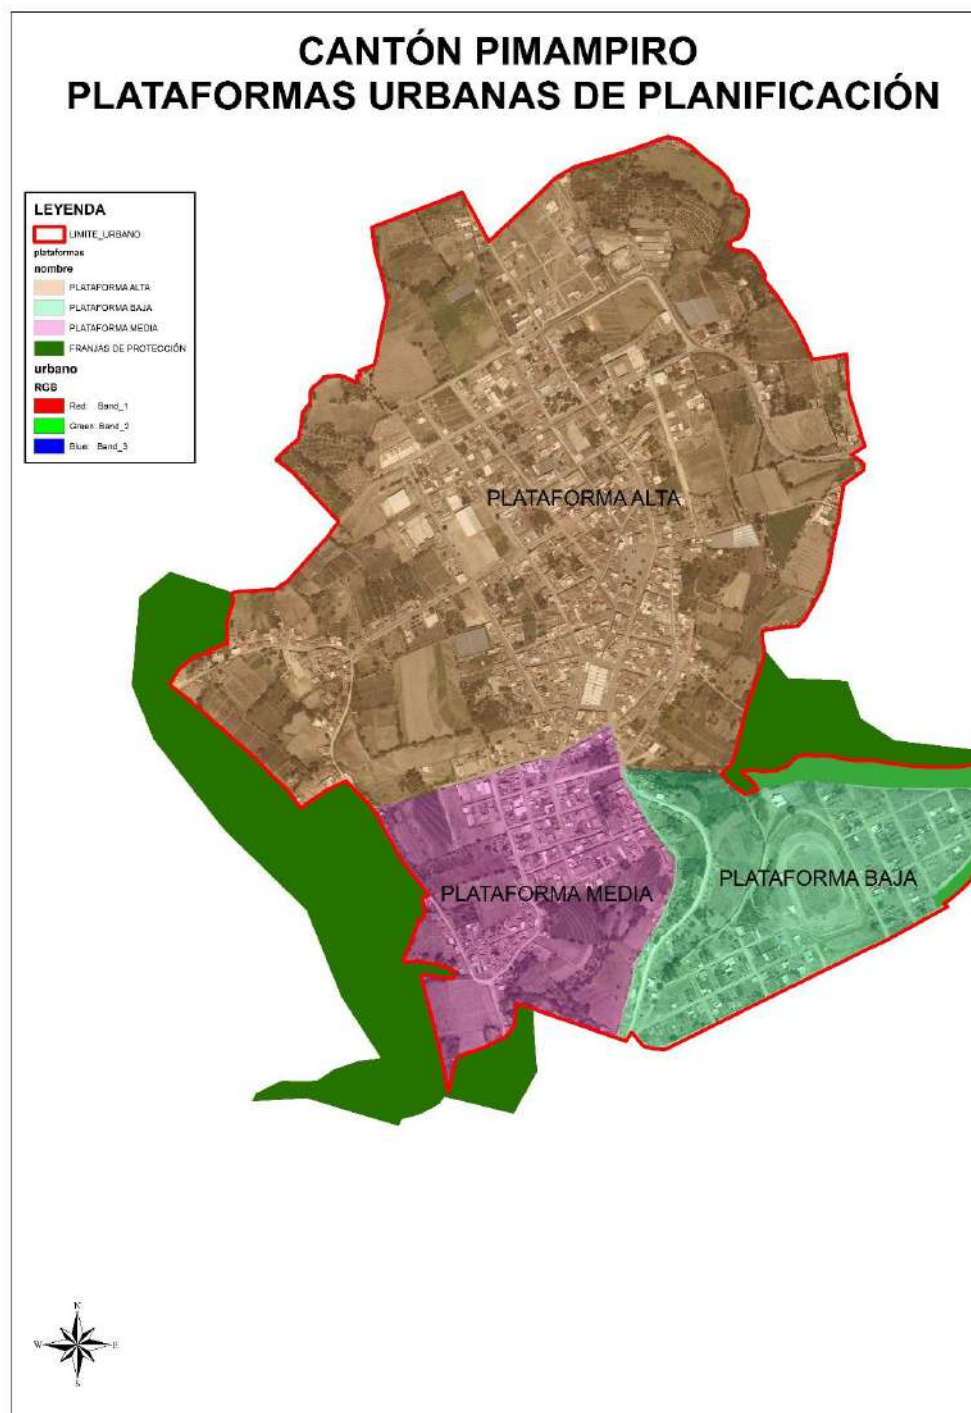 CANTÓN PIMAMPIRO
PLATAFORMAS URBANAS DE PLANIFICACIÓN
LEYENDA
LIMITE_URBANO
plataformas
nombre
PLATAFORMA ALTA
PLATAFORMA BAJA
PLATAFORMA MEDIA
FRANJAS DE PROTECCIÓN
urbano
RGB
Red: Band_1
Green: Band_2
Blue: Band_3
PLATAFORMA ALTA
PLATAFORMA BAJA
PLATAFORMA MEDIA
N
W E
S